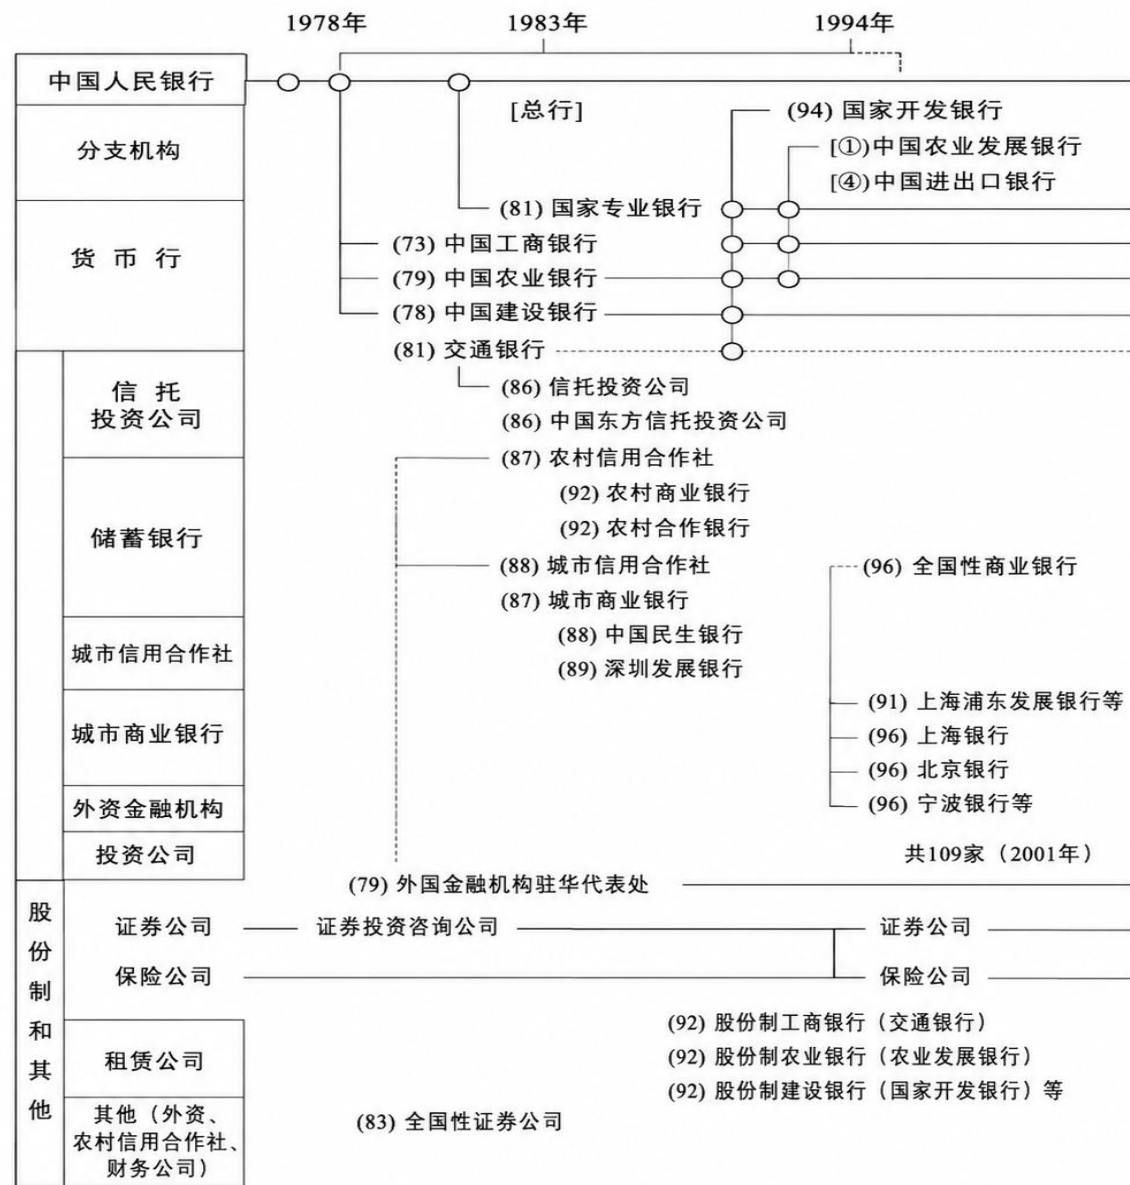 1978年 1983年 1994年
中国人民银行
[总行]
(94) 国家开发银行
分支机构
[①)中国农业发展银行
[④)中国进出口银行
(81) 国家专业银行
货币行
(73) 中国工商银行
(79) 中国农业银行
(78) 中国建设银行
(81) 交通银行
信托
投资公司
(86) 信托投资公司
(86) 中国东方信托投资公司
(87) 农村信用合作社
(92) 农村商业银行
储蓄银行
(92) 农村合作银行
(88) 城市信用合作社
(96) 全国性商业银行
(87) 城市商业银行
(88) 中国民生银行
城市信用合作社
(89) 深圳发展银行
(91) 上海浦东发展银行等
城市商业银行
(96) 上海银行
(96) 北京银行
外资金融机构
(96) 宁波银行等
投资公司
共109家（2001年）
(79) 外国金融机构驻华代表处
股份制和其他
证券公司 证券投资咨询公司 证券公司
保险公司 保险公司
(92) 股份制工商银行（交通银行）
租赁公司
(92) 股份制农业银行（农业发展银行）
(92) 股份制建设银行（国家开发银行）等
其他（外资、
农村信用合作社、
财务公司）
(83) 全国性证券公司